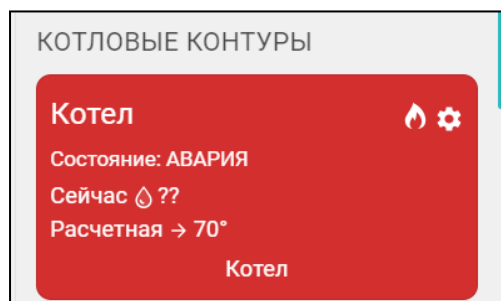 КОТЛОВЫЕ КОНТУРЫ
Котел
Состояние: АВАРИЯ
Сейчас ??
Расчетная → 70°
Котел